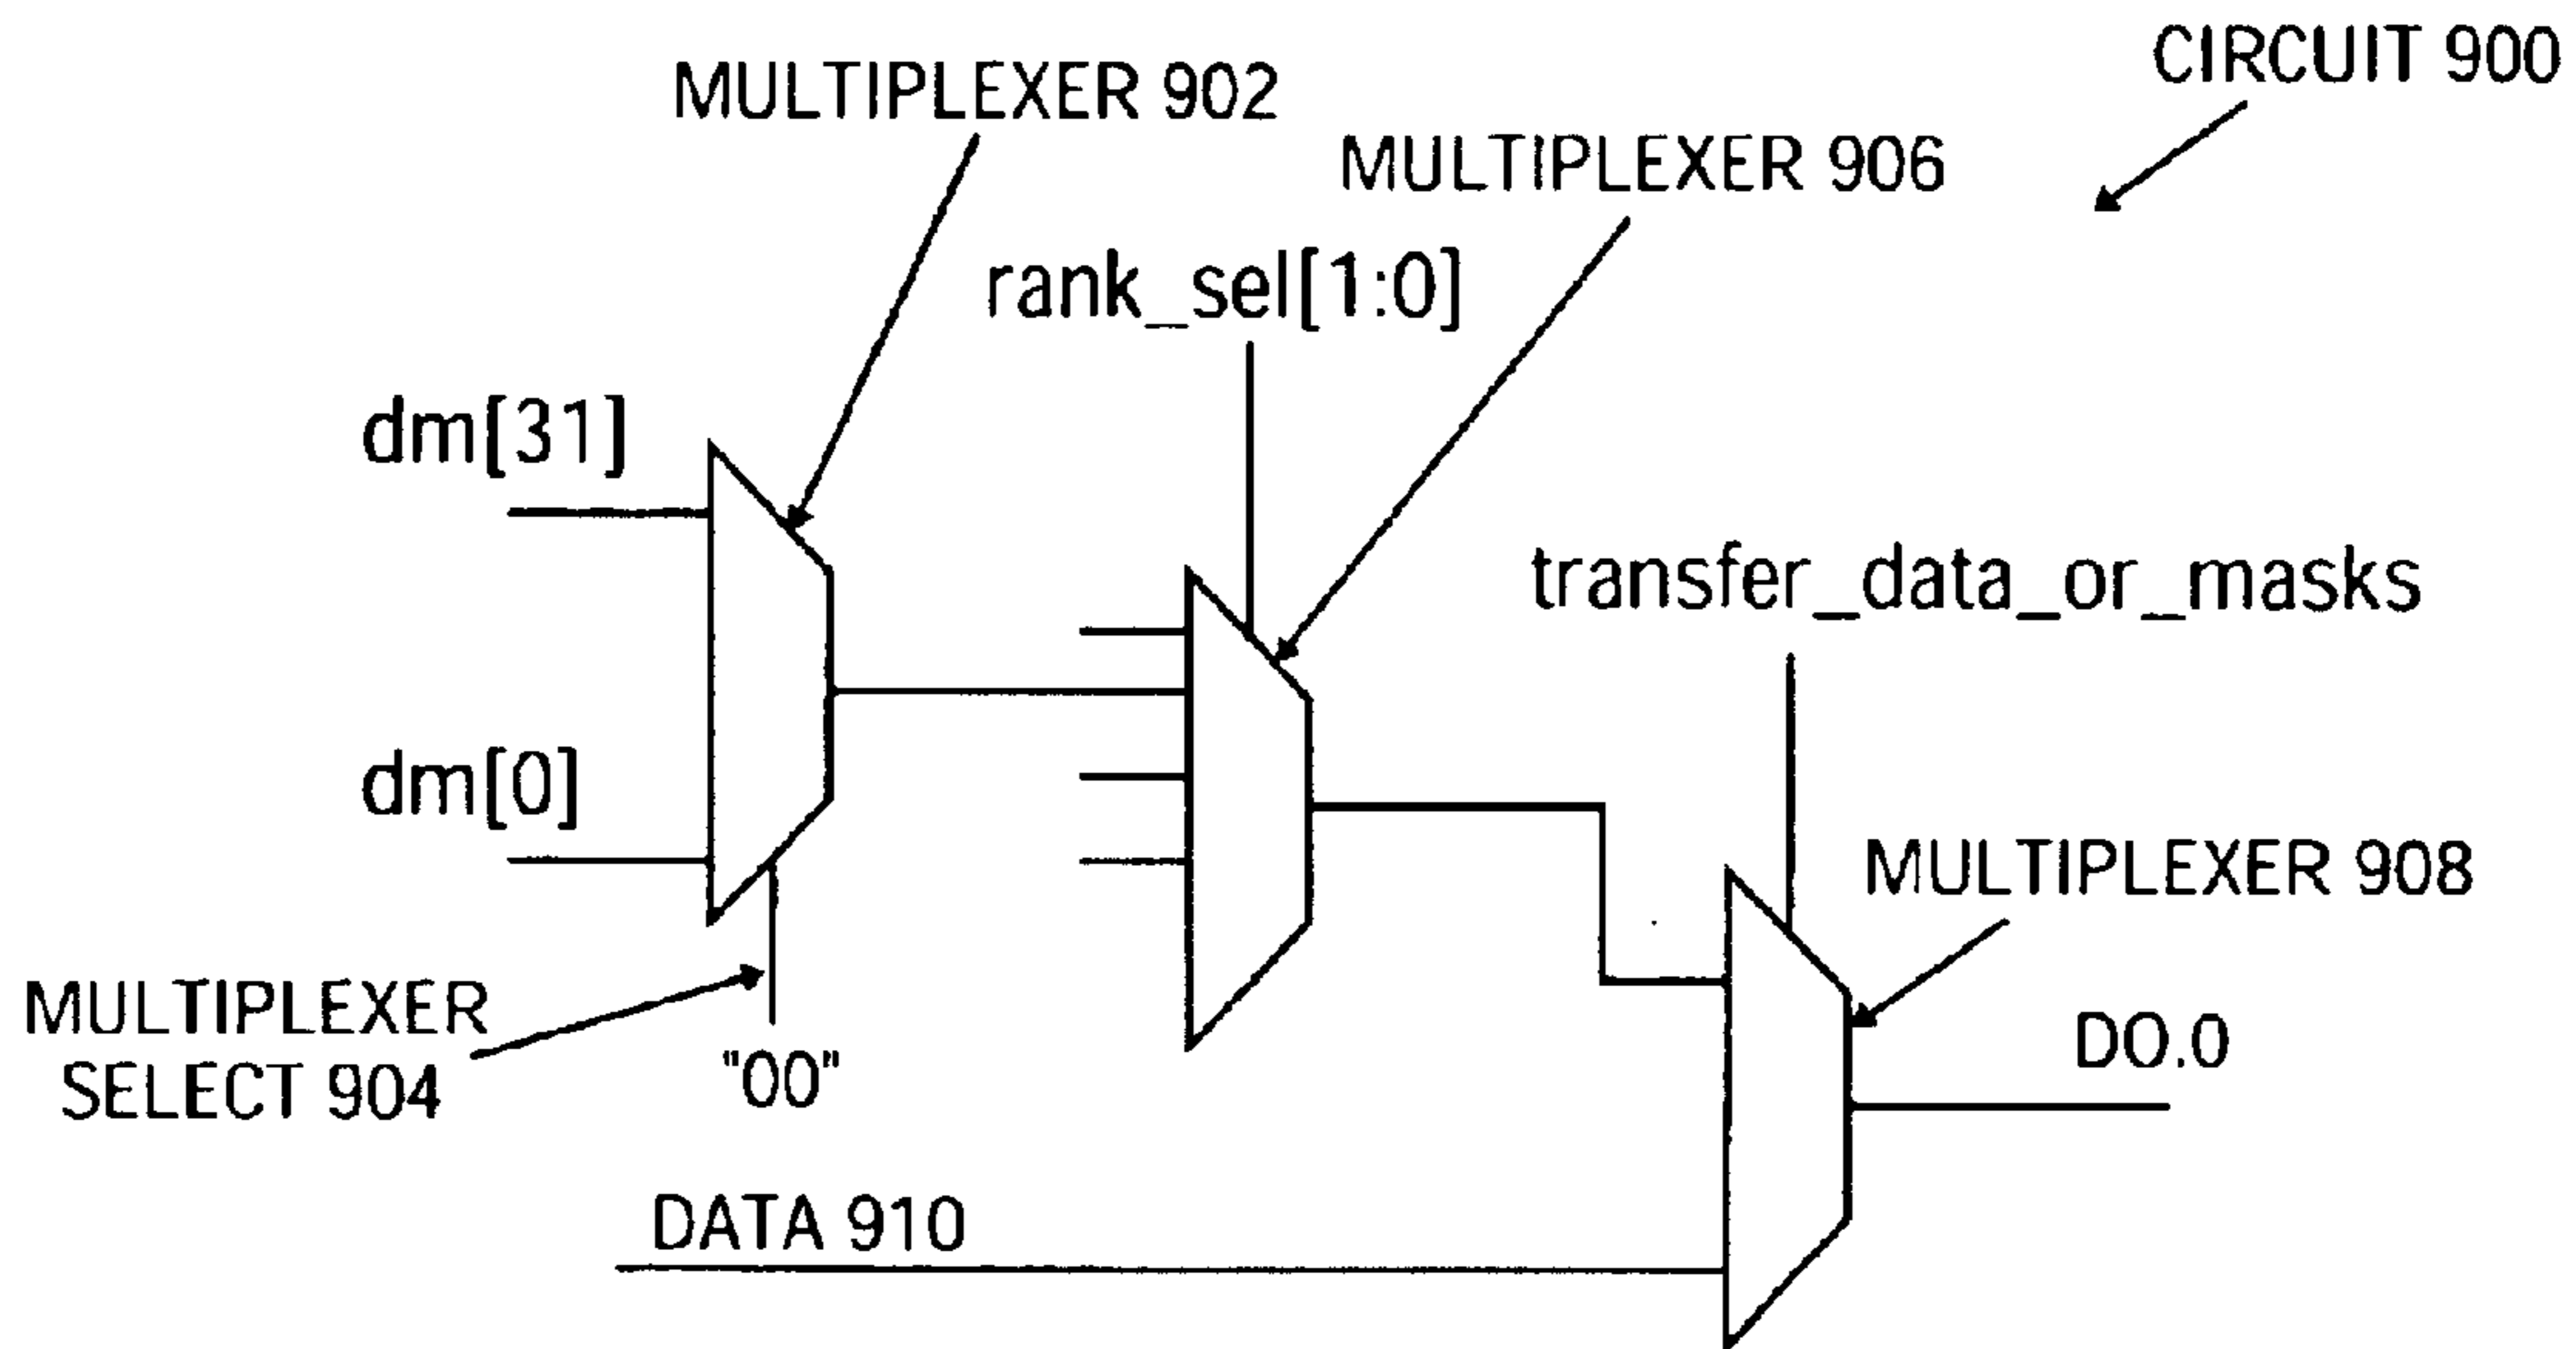 CIRCUIT 900
MULTIPLEXER 902
MULTIPLEXER 906
rank_sel[1:0]
dm[31]
transfer_data_or_masks
dm[0]
MULTIPLEXER 908
MULTIPLEXER
SELECT 904
"00"
DO.0
DATA 910